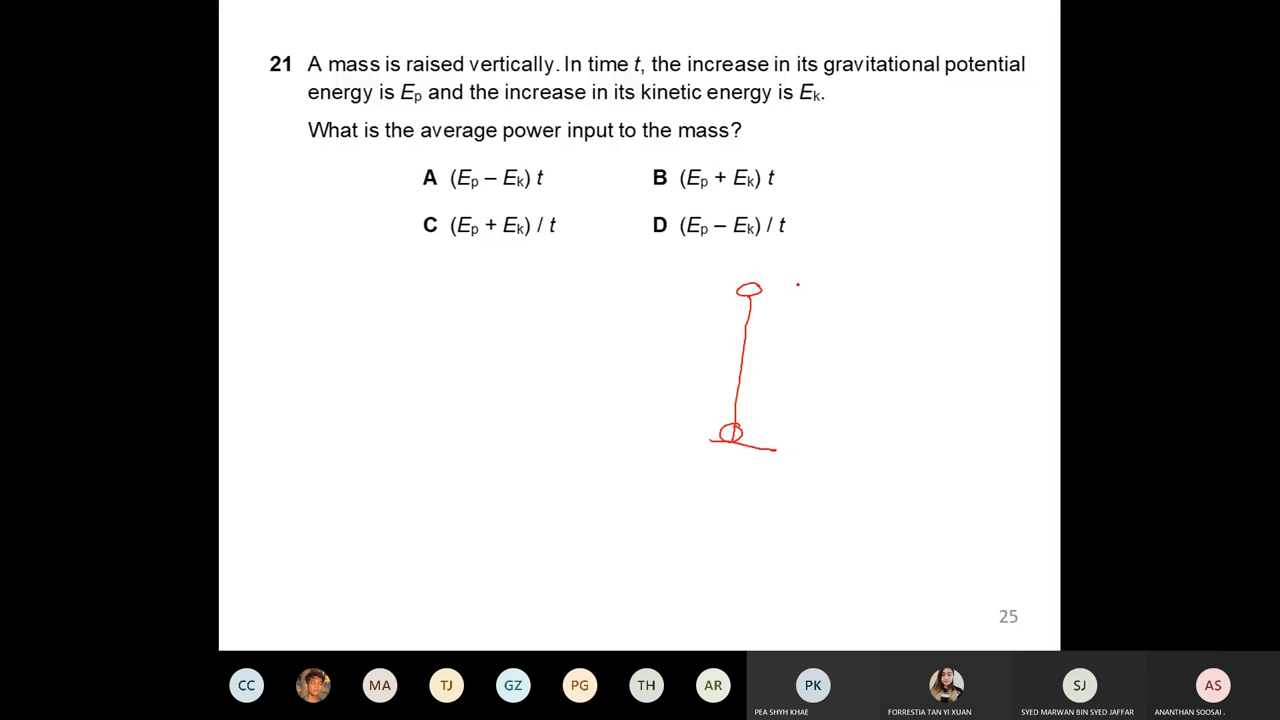 21 A mass is raised vertically. In time t, the increase in its gravitational potential
energy is Ep and the increase in its kinetic energy is Ek.
What is the average power input to the mass?
A (Ep – Ek) t B (Ep + Ek) t
C (Ep + Ek) / t D (Ep – Ek) / t
25
CC MA TJ GZ PG TH AR PK SJ AS
PEA SHYH KHAE FORRESTIA TAN YI XUAN SYED MARWAN BIN SYED JAFFAR ANANTHAN SOOSAI .